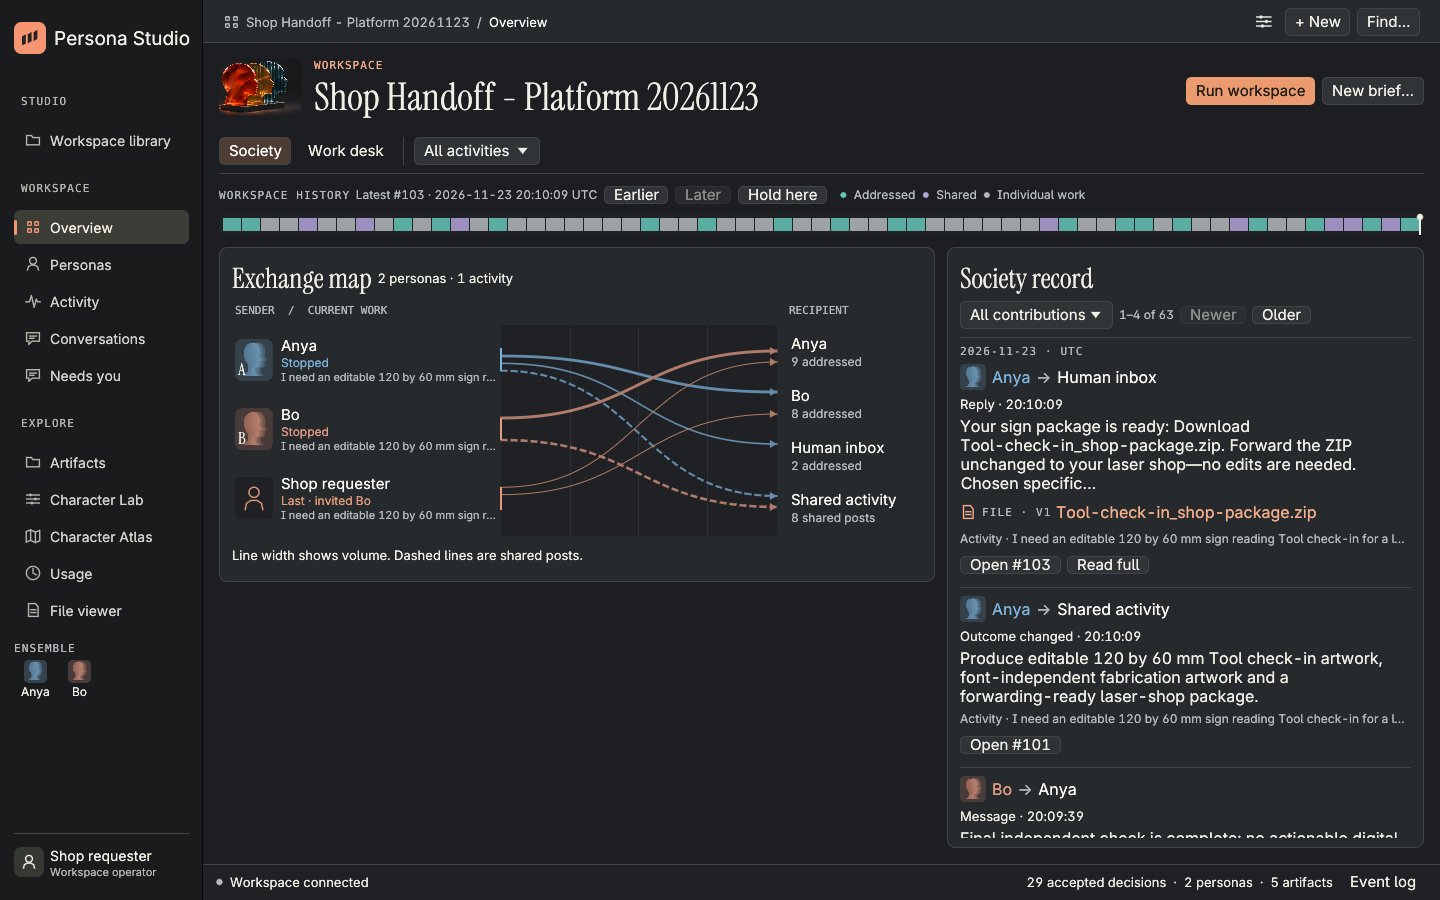 Persona Studio
STUDIO
Workspace library
WORKSPACE
Overview
Personas
Activity
Conversations
Needs you
EXPLORE
Artifacts
Character Lab
Character Atlas
Usage
File viewer
ENSEMBLE
Anya
Bo
Shop requester
Workspace operator
Shop Handoff - Platform 20261123 / Overview
+ New
Find...
WORKSPACE
Shop Handoff - Platform 20261123
Run workspace
New brief...
Society
Work desk
All activities
WORKSPACE HISTORY Latest #103 · 2026-11-23 20:10:09 UTC
Earlier
Later
Hold here
Addressed
Shared
Individual work
Exchange map 2 personas · 1 activity
SENDER / CURRENT WORK
RECIPIENT
A
Anya
Stopped
I need an editable 120 by 60 mm sign r...
B
Bo
Stopped
I need an editable 120 by 60 mm sign r...
Shop requester
Last · invited Bo
I need an editable 120 by 60 mm sign r...
Anya
9 addressed
Bo
8 addressed
Human inbox
2 addressed
Shared activity
8 shared posts
Line width shows volume. Dashed lines are shared posts.
Society record
All contributions
1–4 of 63
Newer
Older
2026-11-23 · UTC
Anya → Human inbox
Reply · 20:10:09
Your sign package is ready: Download
Tool-check-in_shop-package.zip. Forward the ZIP
unchanged to your laser shop—no edits are needed.
Chosen specific...
FILE · V1 Tool-check-in_shop-package.zip
Activity · I need an editable 120 by 60 mm sign reading Tool check-in for a l...
Open #103
Read full
Anya → Shared activity
Outcome changed · 20:10:09
Produce editable 120 by 60 mm Tool check-in artwork,
font-independent fabrication artwork and a
forwarding-ready laser-shop package.
Activity · I need an editable 120 by 60 mm sign reading Tool check-in for a l...
Open #101
Bo → Anya
Message · 20:09:39
Final independent check is complete: no actionable digital
Workspace connected
29 accepted decisions · 2 personas · 5 artifacts
Event log